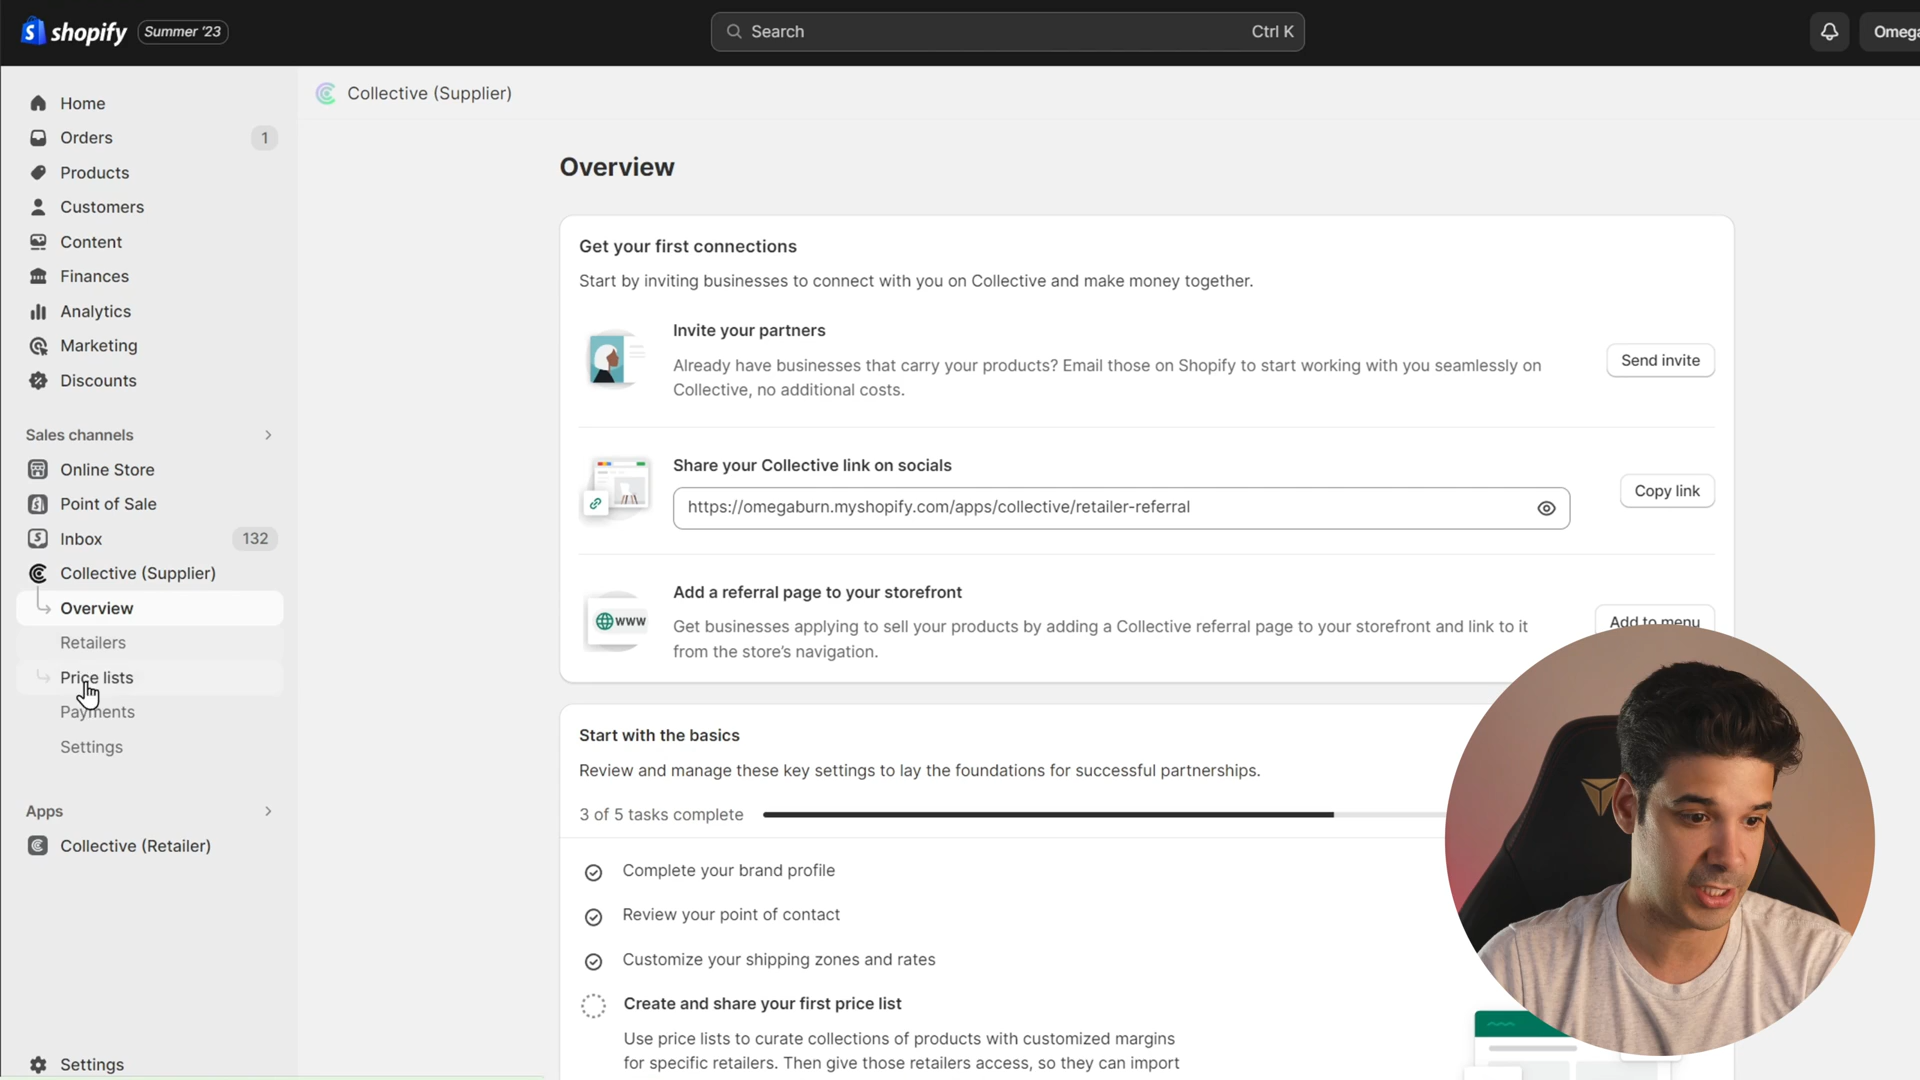 shopify Summer '23
Search Ctrl K
Omega
Home
Orders 1
Products
Customers
Content
Finances
Analytics
Marketing
Discounts
Sales channels
Online Store
Point of Sale
Inbox 132
Collective (Supplier)
Overview
Retailers
Price lists
Payments
Settings
Apps
Collective (Retailer)
Settings
Collective (Supplier)
Overview
Get your first connections
Start by inviting businesses to connect with you on Collective and make money together.
Invite your partners
Already have businesses that carry your products? Email those on Shopify to start working with you seamlessly on
Collective, no additional costs.
Send invite
Share your Collective link on socials
https://omegaburn.myshopify.com/apps/collective/retailer-referral
Copy link
www
Add a referral page to your storefront
Get businesses applying to sell your products by adding a Collective referral page to your storefront and link to it
from the store's navigation.
Add to menu
Start with the basics
Review and manage these key settings to lay the foundations for successful partnerships.
3 of 5 tasks complete
Complete your brand profile
Review your point of contact
Customize your shipping zones and rates
Create and share your first price list
Use price lists to curate collections of products with customized margins
for specific retailers. Then give those retailers access, so they can import